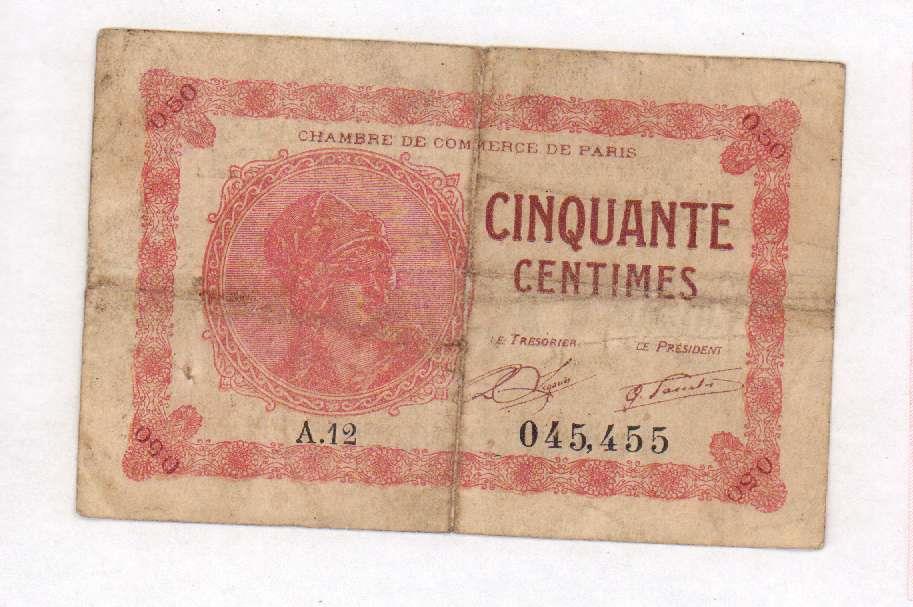 0.50
0.50
CHAMBRE DE COMMERCE DE PARIS
CINQUANTE
CENTIMES
LE TRESORIER
LE PRÉSIDENT
A.12
045,455
0.50
0.50